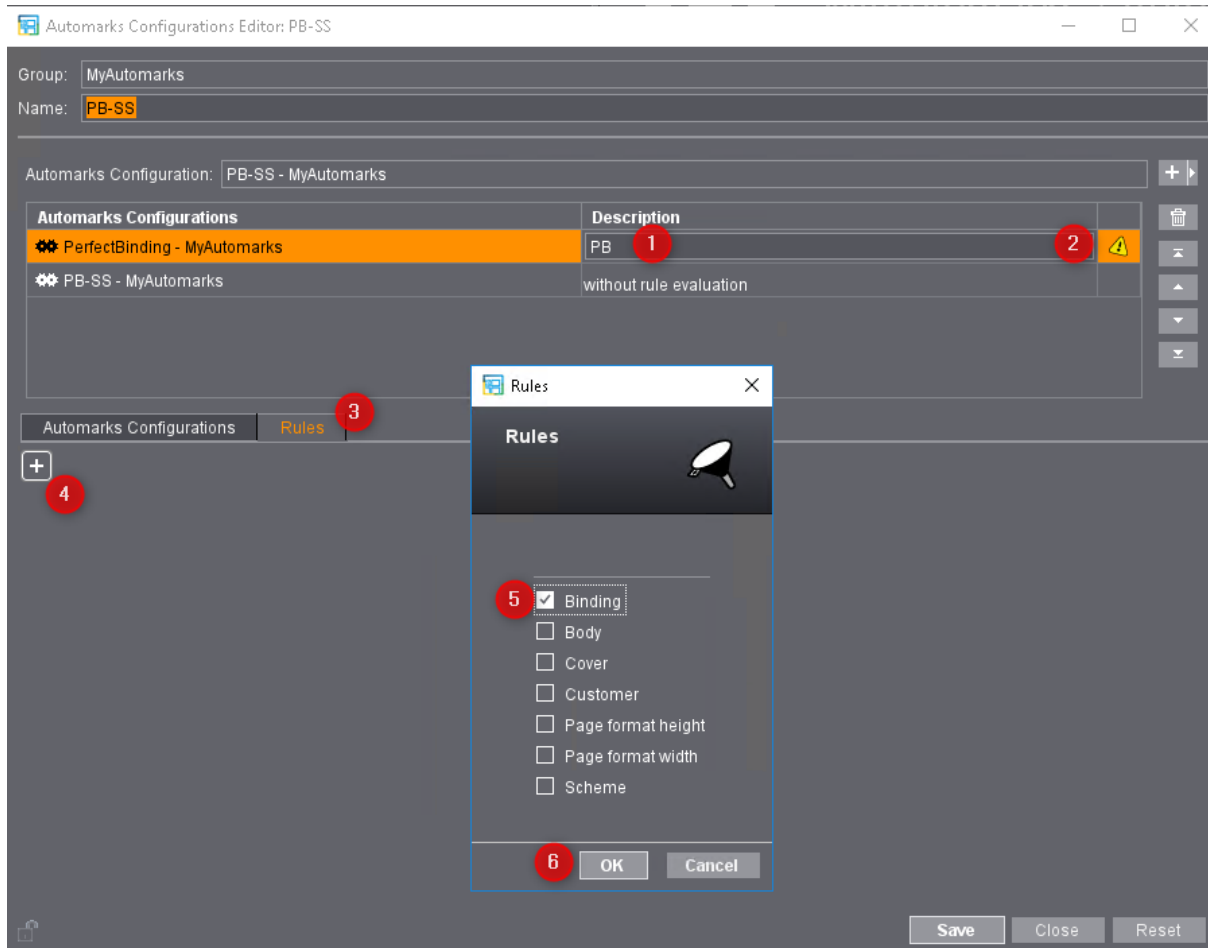 Automarks Configurations Editor: PB-SS
Group: MyAutomarks
Name: PB-SS
Automarks Configuration: PB-SS - MyAutomarks
Automarks Configurations Description
PerfectBinding - MyAutomarks PB 1 2
PB-SS - MyAutomarks without rule evaluation
Automarks Configurations Rules 3
4
Rules
Rules
5 Binding
Body
Cover
Customer
Page format height
Page format width
Scheme
6 OK Cancel
Save Close Reset